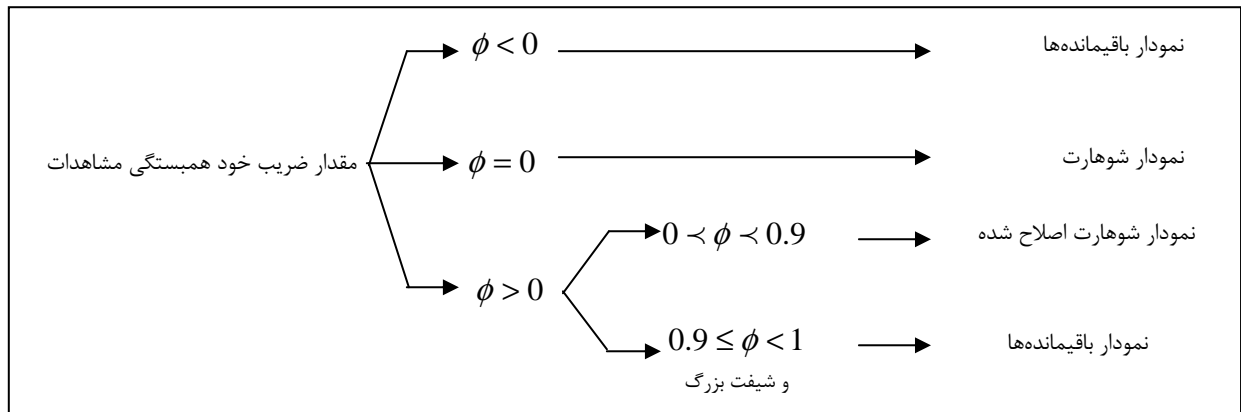 مقدار ضریب خود همبستگی مشاهدات
ϕ < 0
نمودار باقیمانده‌ها
ϕ = 0
نمودار شوهارت
ϕ > 0
0 ≺ ϕ ≺ 0.9
نمودار شوهارت اصلاح شده
0.9 ≤ ϕ < 1
و شیفت بزرگ
نمودار باقیمانده‌ها